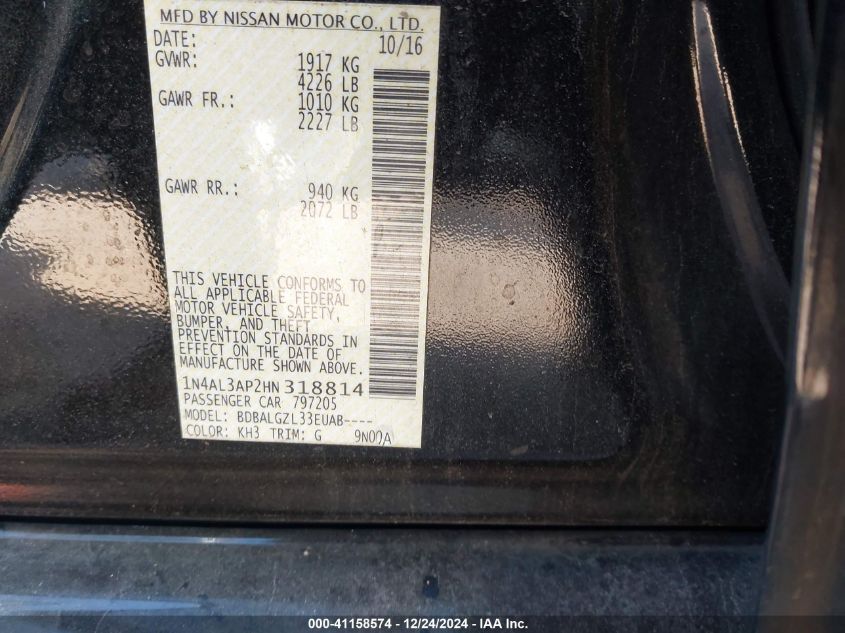 MFD BY NISSAN MOTOR CO., LTD.
DATE: 10/16
GVWR: 1917 KG
4226 LB
GAWR FR.: 1010 KG
2227 LB
GAWR RR.: 940 KG
2072 LB
THIS VEHICLE CONFORMS TO
ALL APPLICABLE FEDERAL
MOTOR VEHICLE SAFETY,
BUMPER, AND THEFT
PREVENTION STANDARDS IN
EFFECT ON THE DATE OF
MANUFACTURE SHOWN ABOVE.
1N4AL3AP2HN318814
PASSENGER CAR 797205
MODEL: BDBALGZL33EUAB----
COLOR: KH3 TRIM: G 9N00A
000-41158574 - 12/24/2024 - IAA Inc.